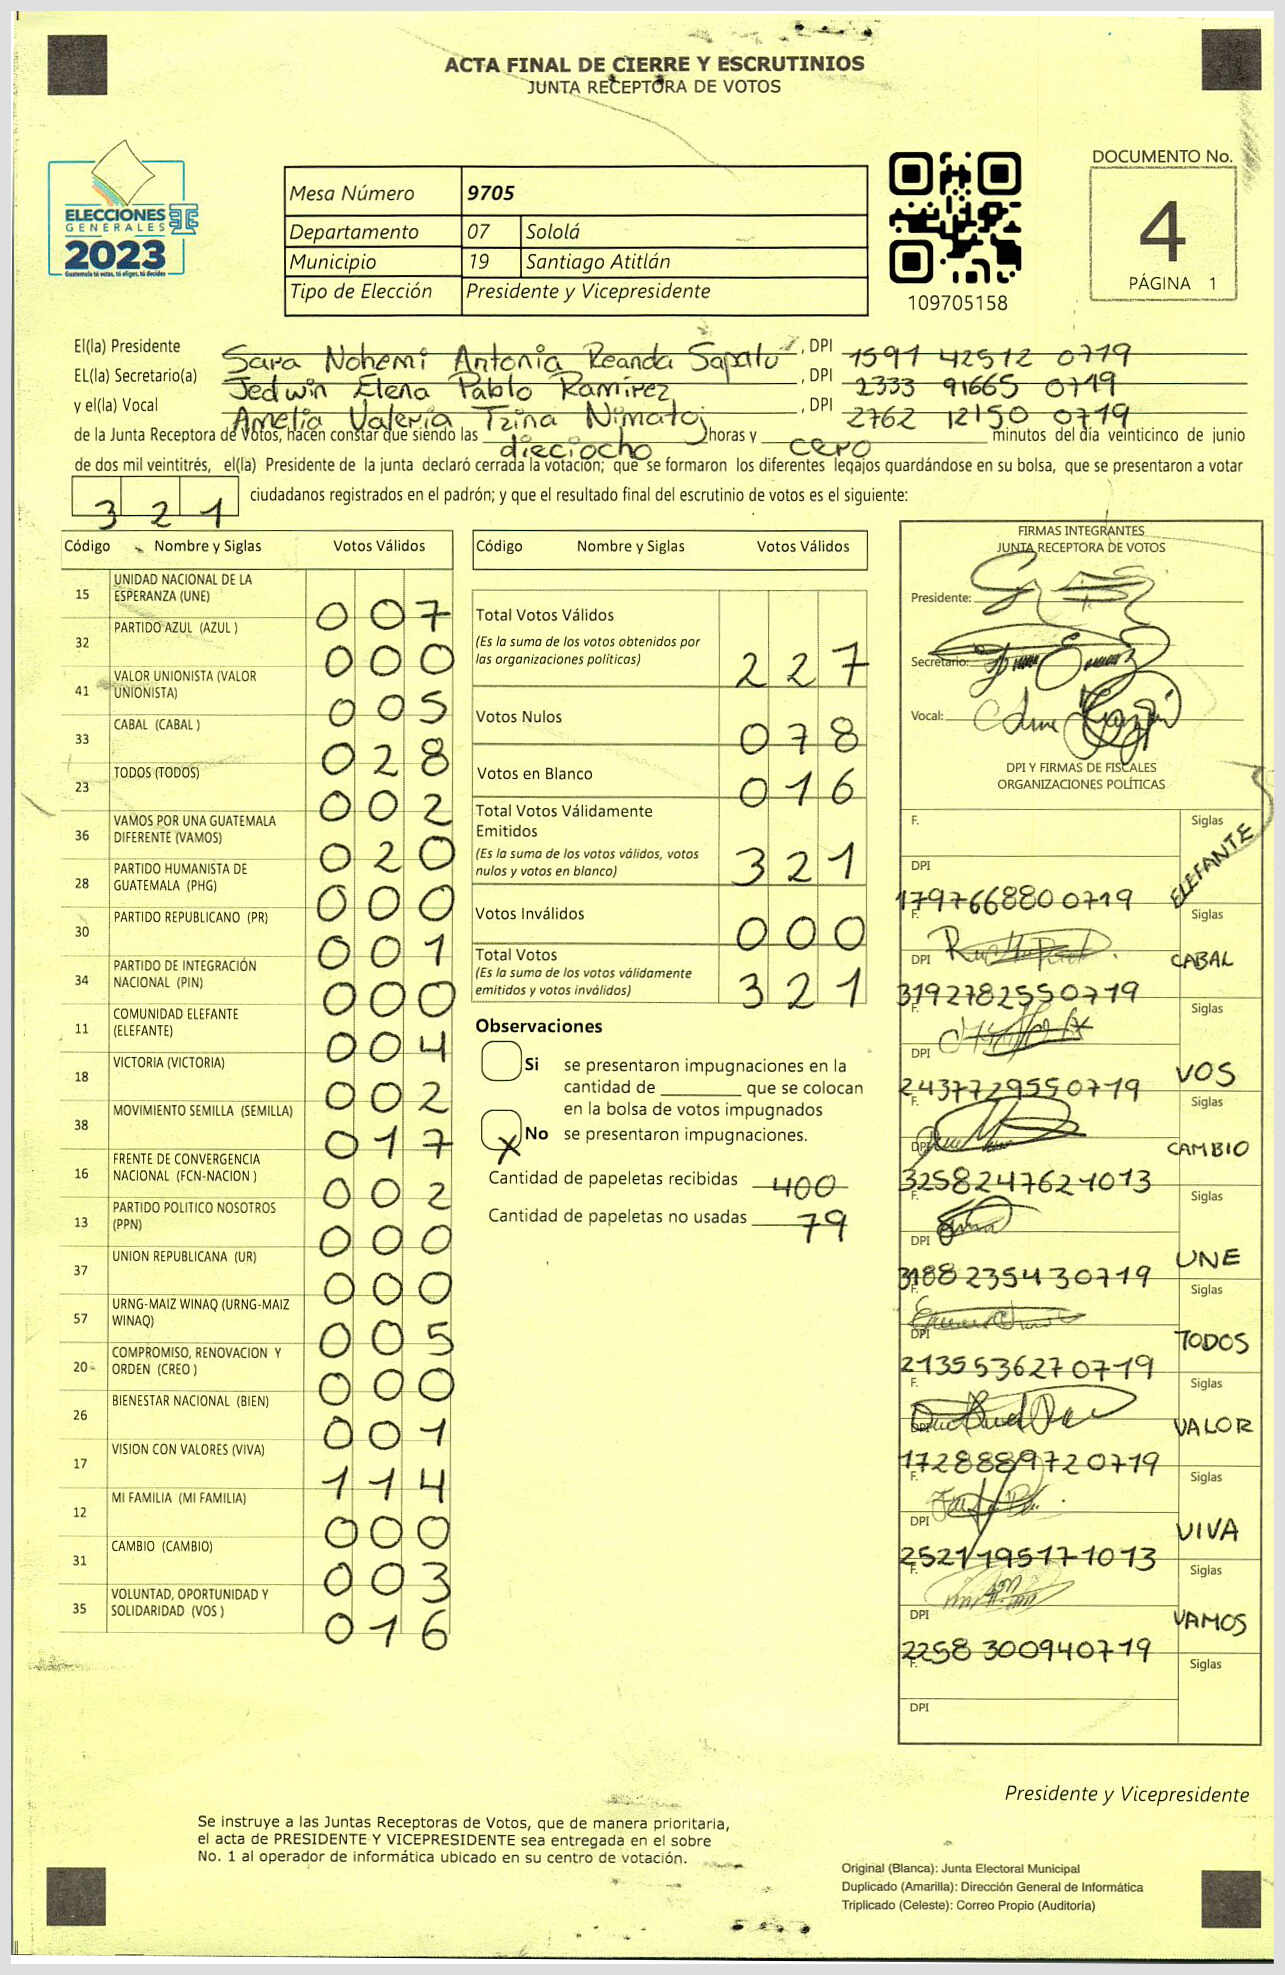 ACTA FINAL DE CIERRE Y ESCRUTINIOS
JUNTA RECEPTORA DE VOTOS
ELECCIONES
GENERALES
2023
Guatemala tú votas, tú eliges, tú decides
Mesa Número 9705
Departamento 07 Sololá
Municipio 19 Santiago Atitlán
Tipo de Elección Presidente y Vicepresidente
109705158
DOCUMENTO No.
4
PÁGINA 1
El(la) Presidente Sara Nohemi Antonia Reanda Sapalú, DPI 1591 42512 0719
EL(la) Secretario(a) Jedwin Elena Pablo Ramírez, DPI 2333 91665 0719
y el(la) Vocal Amelia Valeria Tzina Nimatoj, DPI 2762 12150 0719
de la Junta Receptora de Votos, hacen constar que siendo las dieciocho horas y cero minutos del día veinticinco de junio
de dos mil veintitrés, el(la) Presidente de la junta declaró cerrada la votación; que se formaron los diferentes legajos guardándose en su bolsa, que se presentaron a votar
321 ciudadanos registrados en el padrón; y que el resultado final del escrutinio de votos es el siguiente:
Código Nombre y Siglas Votos Válidos
15 UNIDAD NACIONAL DE LA ESPERANZA (UNE) 007
32 PARTIDO AZUL (AZUL ) 000
41 VALOR UNIONISTA (VALOR UNIONISTA) 005
33 CABAL (CABAL ) 028
23 TODOS (TODOS) 002
36 VAMOS POR UNA GUATEMALA DIFERENTE (VAMOS) 020
28 PARTIDO HUMANISTA DE GUATEMALA (PHG) 000
30 PARTIDO REPUBLICANO (PR) 001
34 PARTIDO DE INTEGRACIÓN NACIONAL (PIN) 000
11 COMUNIDAD ELEFANTE (ELEFANTE) 004
18 VICTORIA (VICTORIA) 002
38 MOVIMIENTO SEMILLA (SEMILLA) 017
16 FRENTE DE CONVERGENCIA NACIONAL (FCN-NACION ) 002
13 PARTIDO POLITICO NOSOTROS (PPN) 000
37 UNION REPUBLICANA (UR) 000
57 URNG-MAIZ WINAQ (URNG-MAIZ WINAQ) 005
20 COMPROMISO, RENOVACION Y ORDEN (CREO ) 000
26 BIENESTAR NACIONAL (BIEN) 001
17 VISION CON VALORES (VIVA) 114
12 MI FAMILIA (MI FAMILIA) 000
31 CAMBIO (CAMBIO) 003
35 VOLUNTAD, OPORTUNIDAD Y SOLIDARIDAD (VOS ) 016
Código Nombre y Siglas Votos Válidos
Total Votos Válidos
(Es la suma de los votos obtenidos por
las organizaciones políticas) 227
Votos Nulos 078
Votos en Blanco 016
Total Votos Válidamente
Emitidos
(Es la suma de los votos válidos, votos
nulos y votos en blanco) 321
Votos Inválidos 000
Total Votos
(Es la suma de los votos válidamente
emitidos y votos inválidos) 321
Observaciones
Si se presentaron impugnaciones en la
cantidad de ________ que se colocan
en la bolsa de votos impugnados
X No se presentaron impugnaciones.
Cantidad de papeletas recibidas 400
Cantidad de papeletas no usadas 79
FIRMAS INTEGRANTES
JUNTA RECEPTORA DE VOTOS
Presidente:
Secretario:
Vocal:
DPI Y FIRMAS DE FISCALES
ORGANIZACIONES POLÍTICAS
F. Siglas
DPI ELEFANTE
1797668800719
F. Siglas
DPI CABAL
3192782550719
F. Siglas
DPI VOS
2437729550719
F. Siglas
DPI CAMBIO
3258247621013
F. Siglas
DPI UNE
3188235430719
F. Siglas
DPI TODOS
2135536270719
F. Siglas
DPI VALOR
1728889720719
F. Siglas
DPI VIVA
2521195171013
F. Siglas
DPI VAMOS
2258300940719
F. Siglas
DPI
Presidente y Vicepresidente
Se instruye a las Juntas Receptoras de Votos, que de manera prioritaria,
el acta de PRESIDENTE Y VICEPRESIDENTE sea entregada en el sobre
No. 1 al operador de informática ubicado en su centro de votación.
Original (Blanca): Junta Electoral Municipal
Duplicado (Amarilla): Dirección General de Informática
Triplicado (Celeste): Correo Propio (Auditoría)